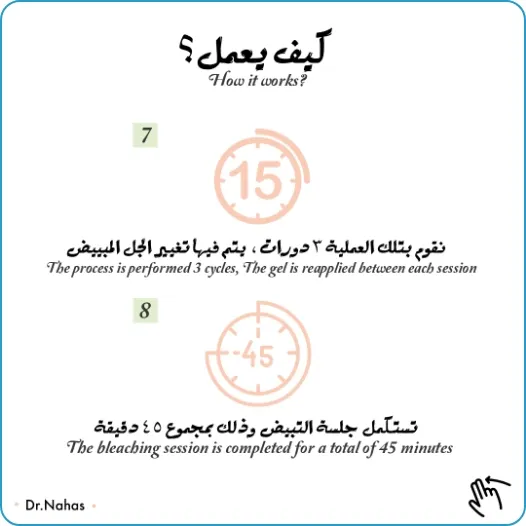 كيف يعمل ؟
How it works?
7
15
نقوم بتلك العملية ٣ دورات، يتم فيها تغيير الجل المبييض
The process is performed 3 cycles, The gel is reapplied between each session
8
45
تستكمل جلسة التبيض وذلك بمجموع ٤٥ دقيقة
The bleaching session is completed for a total of 45 minutes
Dr.Nahas